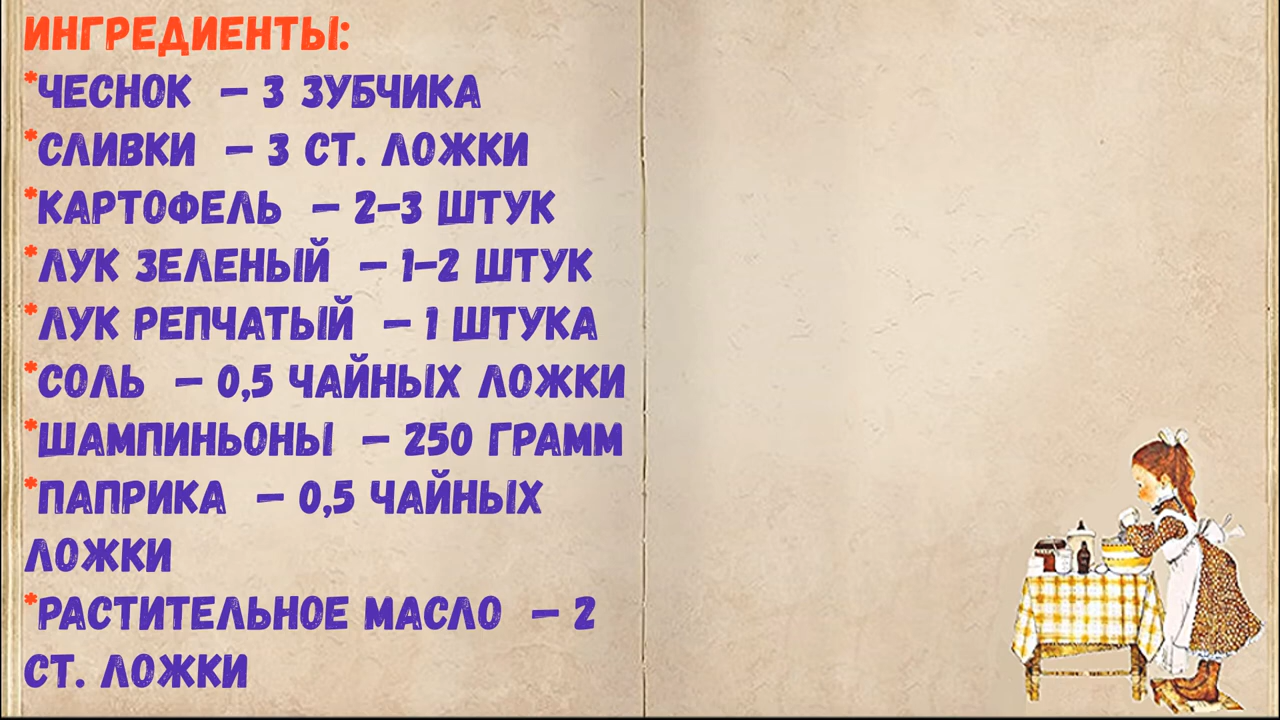 ИНГРЕДИЕНТЫ:
*ЧЕСНОК – 3 ЗУБЧИКА
*СЛИВКИ – 3 СТ. ЛОЖКИ
*КАРТОФЕЛЬ – 2–3 ШТУК
*ЛУК ЗЕЛЕНЫЙ – 1–2 ШТУК
*ЛУК РЕПЧАТЫЙ – 1 ШТУКА
*СОЛЬ – 0,5 ЧАЙНЫХ ЛОЖКИ
*ШАМПИНЬОНЫ – 250 ГРАММ
*ПАПРИКА – 0,5 ЧАЙНЫХ
ЛОЖКИ
*РАСТИТЕЛЬНОЕ МАСЛО – 2
СТ. ЛОЖКИ